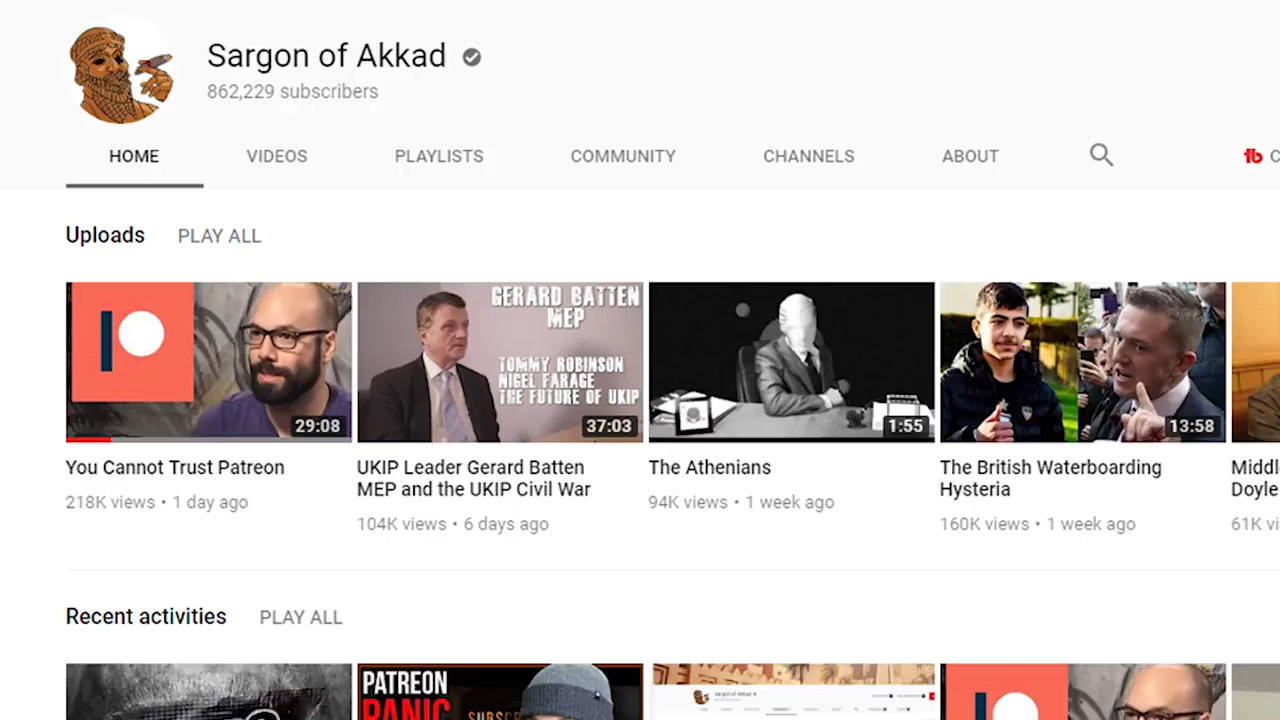 Sargon of Akkad
862,229 subscribers
HOME VIDEOS PLAYLISTS COMMUNITY CHANNELS ABOUT
Uploads PLAY ALL
GERARD BATTEN
MEP
TOMMY ROBINSON
NIGEL FARAGE
THE FUTURE OF UKIP
29:08 37:03 1:55 13:58
You Cannot Trust Patreon
218K views • 1 day ago
UKIP Leader Gerard Batten
MEP and the UKIP Civil War
104K views • 6 days ago
The Athenians
94K views • 1 week ago
The British Waterboarding
Hysteria
160K views • 1 week ago
Middl
Doyle
61K vi
Recent activities PLAY ALL
PATREON
PANIC
SUBSCR